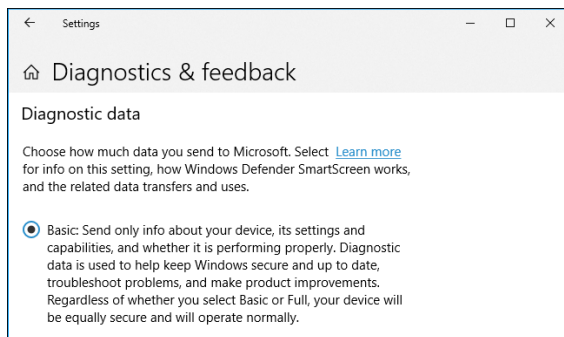 Settings
Diagnostics & feedback
Diagnostic data
Choose how much data you send to Microsoft. Select Learn more
for info on this setting, how Windows Defender SmartScreen works,
and the related data transfers and uses.
Basic: Send only info about your device, its settings and
capabilities, and whether it is performing properly. Diagnostic
data is used to help keep Windows secure and up to date,
troubleshoot problems, and make product improvements.
Regardless of whether you select Basic or Full, your device will
be equally secure and will operate normally.